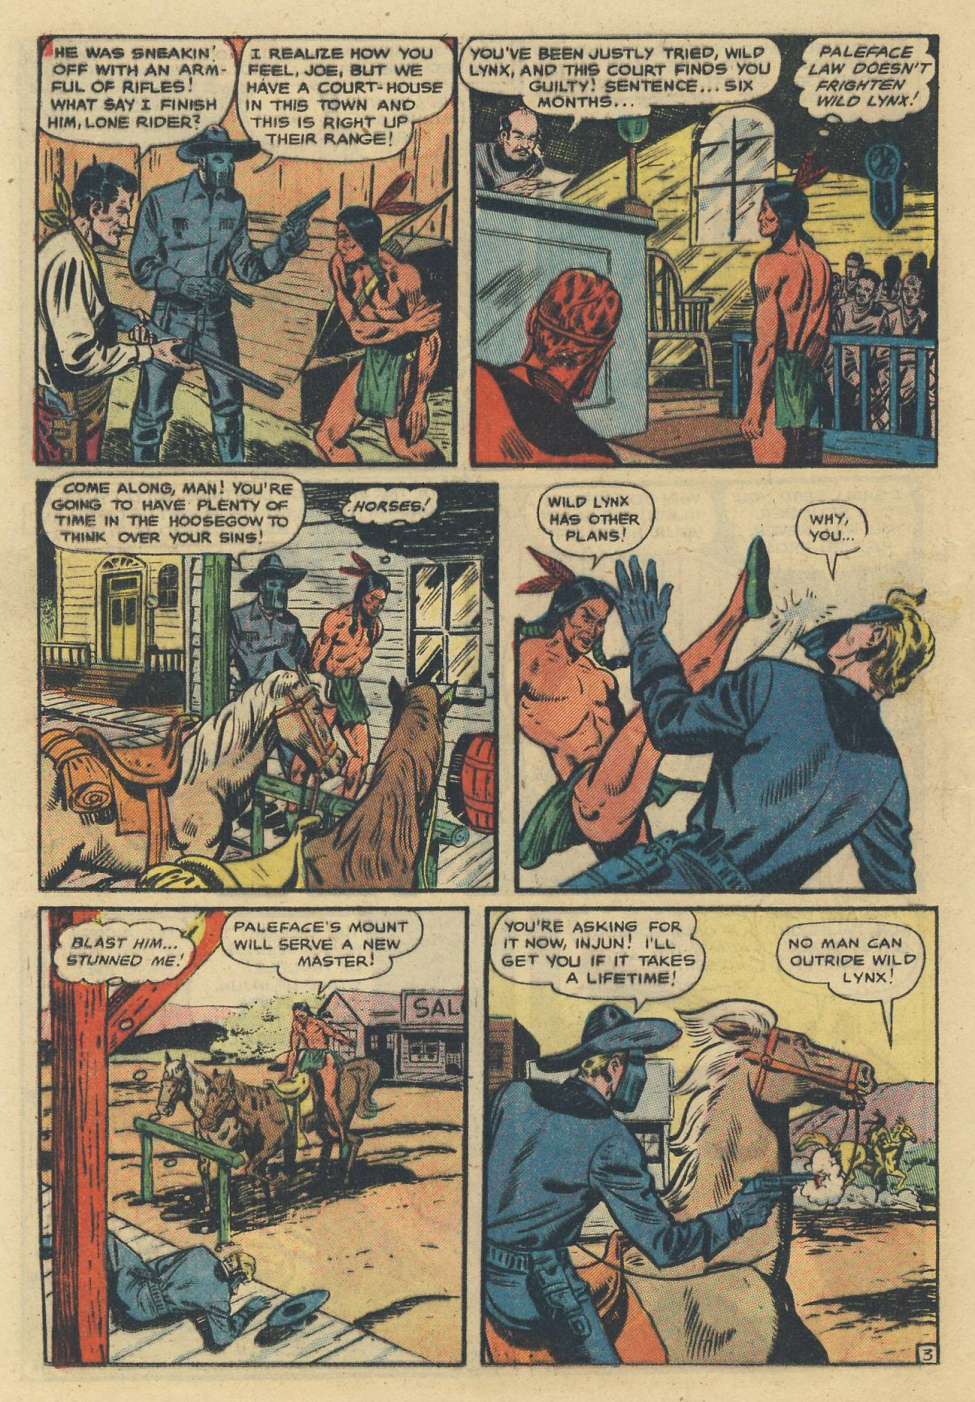 HE WAS SNEAKIN'
OFF WITH AN ARM-
FUL OF RIFLES!
WHAT SAY I FINISH
HIM, LONE RIDER?
I REALIZE HOW YOU
FEEL, JOE, BUT WE
HAVE A COURT-HOUSE
IN THIS TOWN AND
THIS IS RIGHT UP
THEIR RANGE!
YOU'VE BEEN JUSTLY TRIED, WILD
LYNX, AND THIS COURT FINDS YOU
GUILTY! SENTENCE... SIX
MONTHS...
PALEFACE
LAW DOESN'T
FRIGHTEN
WILD LYNX!
COME ALONG, MAN! YOU'RE
GOING TO HAVE PLENTY OF
TIME IN THE HOOSEGOW TO
THINK OVER YOUR SINS!
HORSES!
WILD LYNX
HAS OTHER
PLANS!
WHY,
YOU...
BLAST HIM...
STUNNED ME!
PALEFACE'S MOUNT
WILL SERVE A NEW
MASTER!
SALO
YOU'RE ASKING FOR
IT NOW, INJUN! I'LL
GET YOU IF IT TAKES
A LIFETIME!
NO MAN CAN
OUTRIDE WILD
LYNX!
3